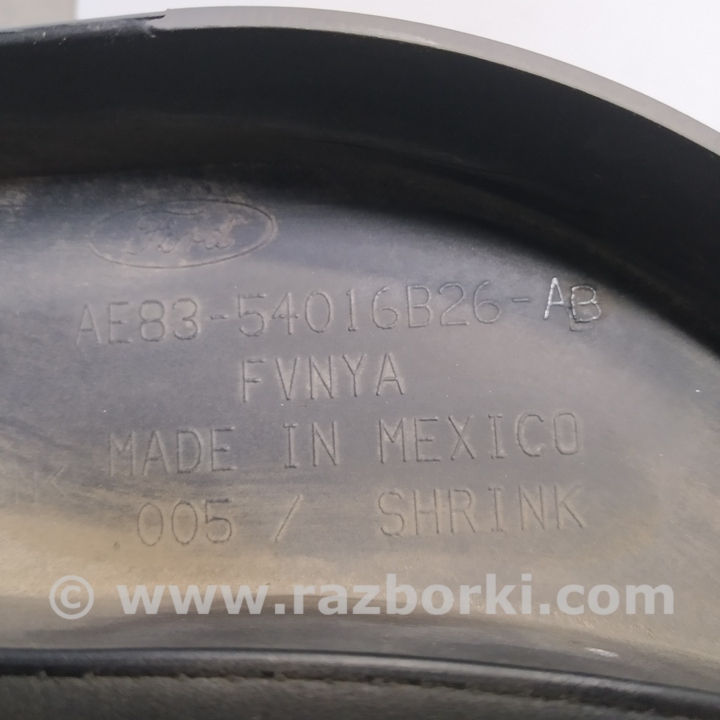 Ford
AE83-54016B26-AB
FVNYA
MADE IN MEXICO
005 / SHRINK
© www.razborki.com